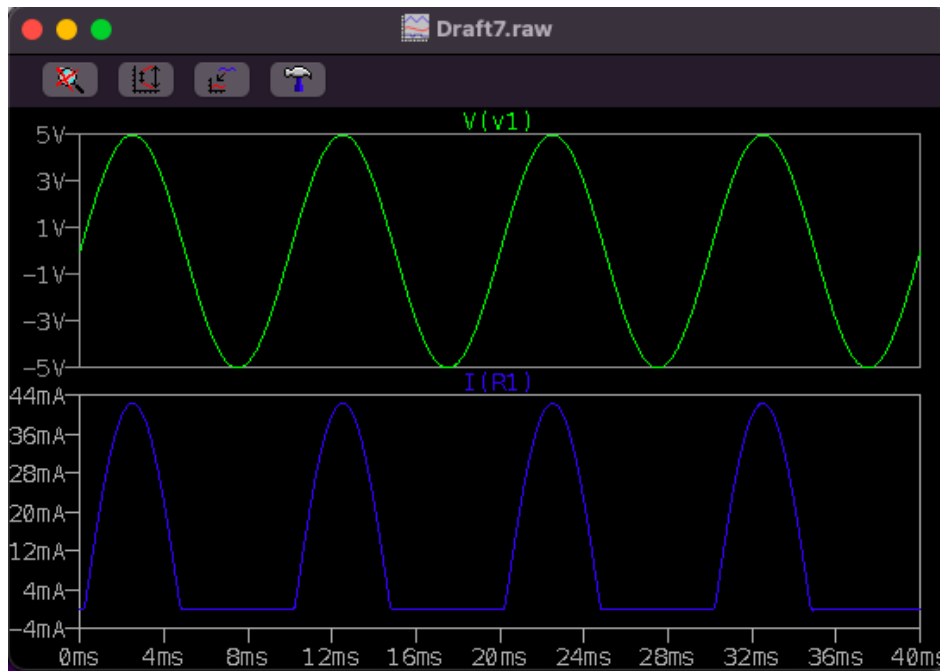 Draft7.raw
V(v1)
5V
3V
1V
-1V
-3V
-5V
I(R1)
44mA
36mA
28mA
20mA
12mA
4mA
-4mA
0ms 4ms 8ms 12ms 16ms 20ms 24ms 28ms 32ms 36ms 40ms